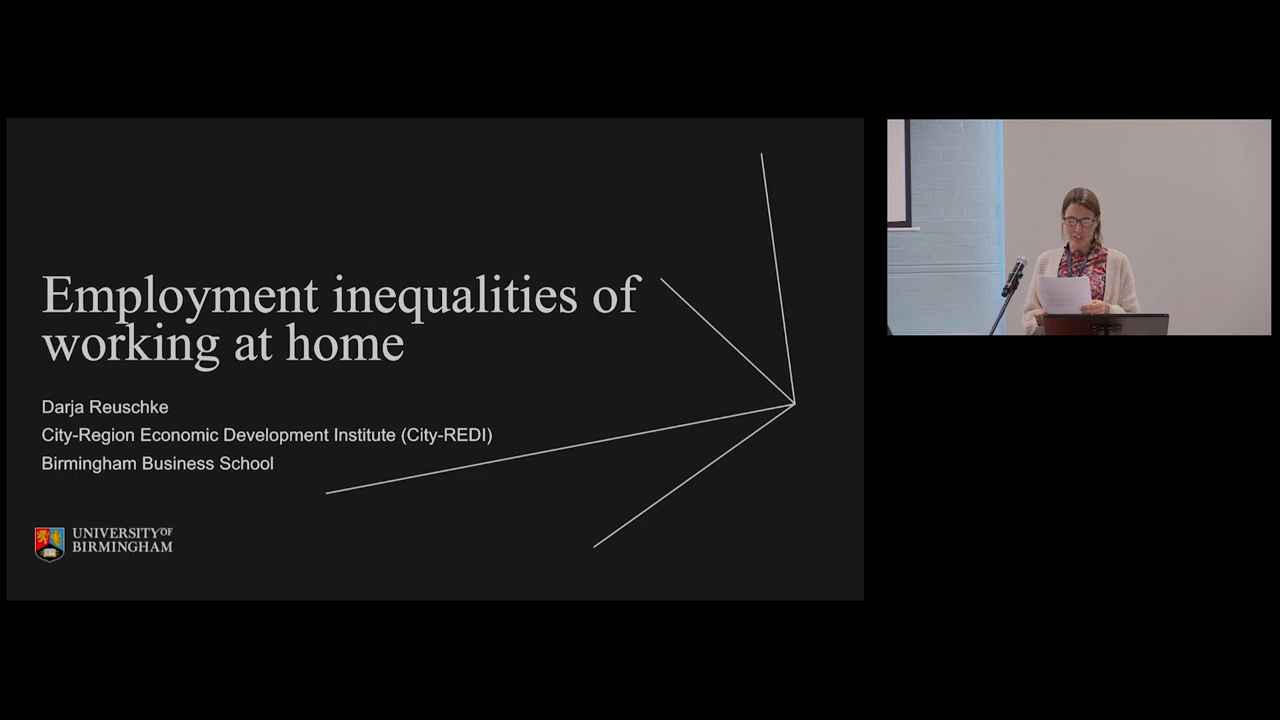 Employment inequalities of
working at home
Darja Reuschke
City-Region Economic Development Institute (City-REDI)
Birmingham Business School
UNIVERSITY OF
BIRMINGHAM